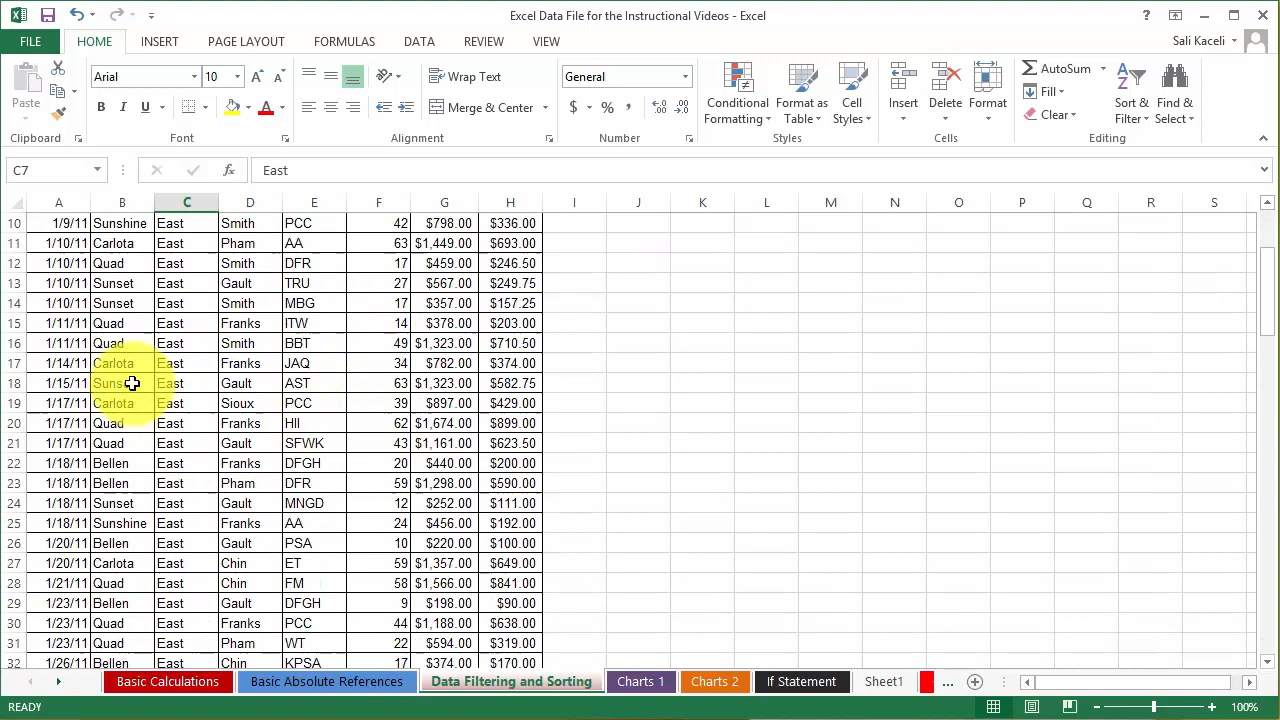 Excel Data File for the Instructional Videos - Excel
FILE HOME INSERT PAGE LAYOUT FORMULAS DATA REVIEW VIEW Sali Kaceli
Paste Arial 10 Wrap Text General AutoSum
B I U Merge & Center $ % , Conditional Formatting Format as Table Cell Styles Insert Delete Format Fill Clear Sort & Filter Find & Select
Clipboard Font Alignment Number Styles Cells Editing
C7 fx East
A B C D E F G H I J K L M N O P Q R S
10 1/9/11 Sunshine East Smith PCC 42 $798.00 $336.00
11 1/10/11 Carlota East Pham AA 63 $1,449.00 $693.00
12 1/10/11 Quad East Smith DFR 17 $459.00 $246.50
13 1/10/11 Sunset East Gault TRU 27 $567.00 $249.75
14 1/10/11 Sunset East Smith MBG 17 $357.00 $157.25
15 1/11/11 Quad East Franks ITW 14 $378.00 $203.00
16 1/11/11 Quad East Smith BBT 49 $1,323.00 $710.50
17 1/14/11 Carlota East Franks JAQ 34 $782.00 $374.00
18 1/15/11 Sunset East Gault AST 63 $1,323.00 $582.75
19 1/17/11 Carlota East Sioux PCC 39 $897.00 $429.00
20 1/17/11 Quad East Franks HII 62 $1,674.00 $899.00
21 1/17/11 Quad East Gault SFWK 43 $1,161.00 $623.50
22 1/18/11 Bellen East Franks DFGH 20 $440.00 $200.00
23 1/18/11 Bellen East Pham DFR 59 $1,298.00 $590.00
24 1/18/11 Sunset East Gault MNGD 12 $252.00 $111.00
25 1/18/11 Sunshine East Franks AA 24 $456.00 $192.00
26 1/20/11 Bellen East Gault PSA 10 $220.00 $100.00
27 1/20/11 Carlota East Chin ET 59 $1,357.00 $649.00
28 1/21/11 Quad East Chin FM 58 $1,566.00 $841.00
29 1/23/11 Bellen East Gault DFGH 9 $198.00 $90.00
30 1/23/11 Quad East Franks PCC 44 $1,188.00 $638.00
31 1/23/11 Quad East Pham WT 22 $594.00 $319.00
32 1/26/11 Bellen East Chin KPSA 17 $374.00 $170.00
Basic Calculations Basic Absolute References Data Filtering and Sorting Charts 1 Charts 2 If Statement Sheet1 ...
READY 100%